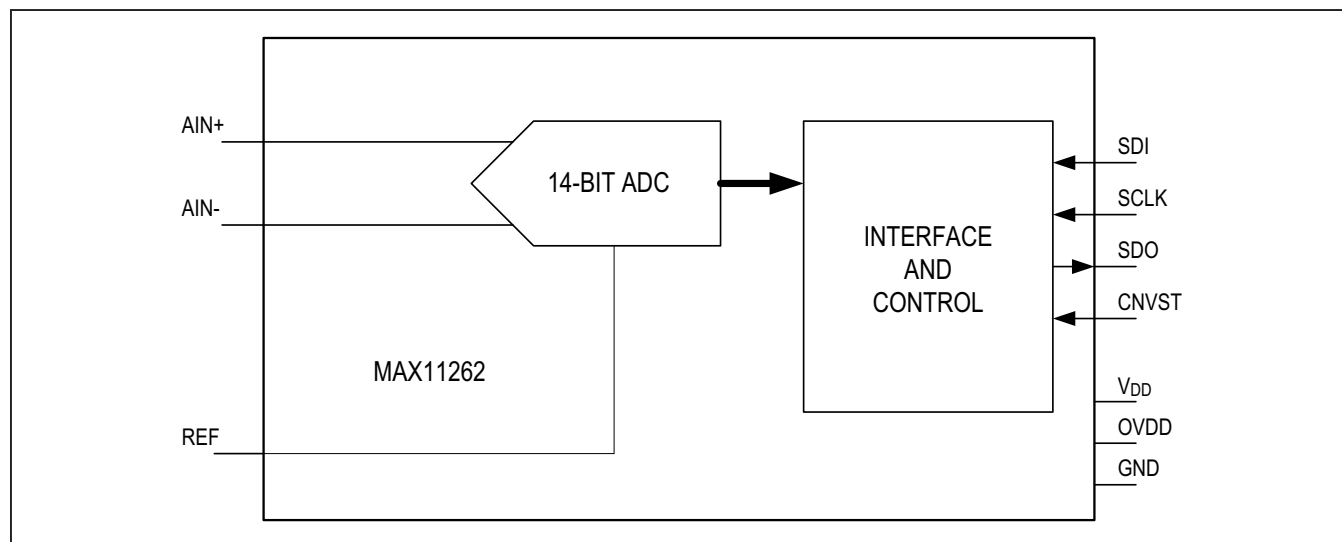 AIN+
AIN-
14-BIT ADC
MAX11262
REF
INTERFACE
AND
CONTROL
SDI
SCLK
SDO
CNVST
VDD
OVDD
GND